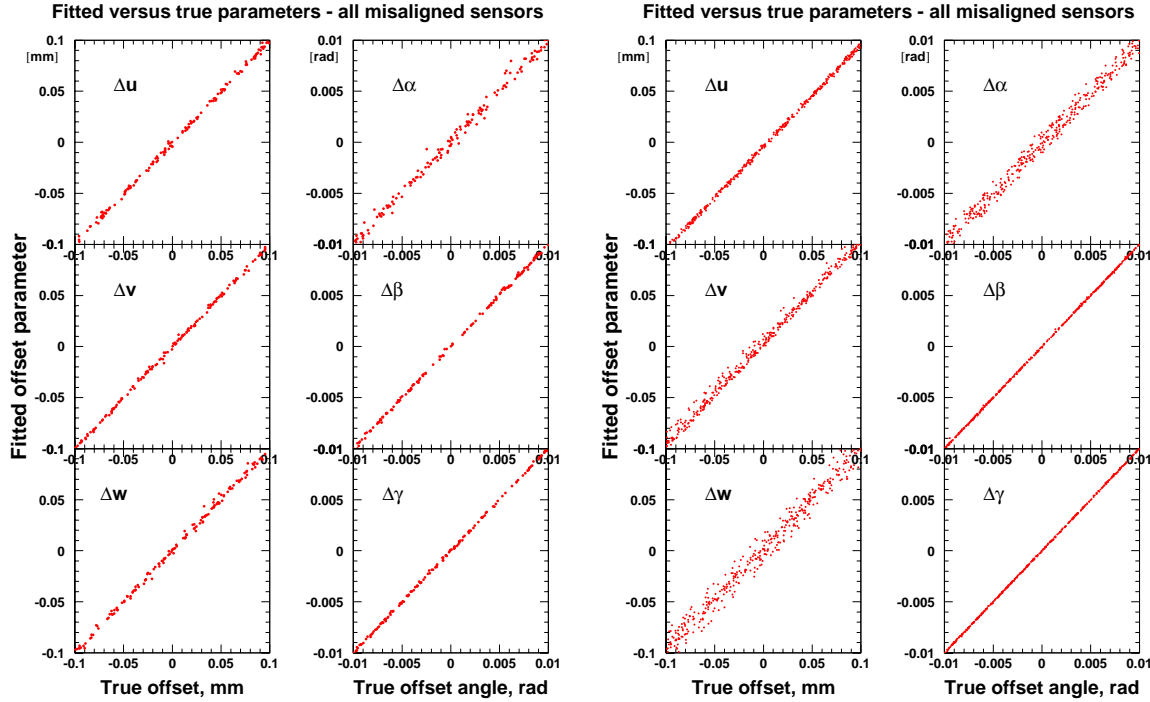 Fitted versus true parameters - all misaligned sensors
Fitted offset parameter
0.1
[mm]
0.05
0
-0.05
-0.1
Δu
-0.1 -0.05 0 0.05 0.1
0.01
[rad]
0.005
0
-0.005
-0.01
Δα
-0.01 -0.005 0 0.005 0.01
0.05
0
-0.05
-0.1
Δv
-0.1 -0.05 0 0.05 0.1
0.005
0
-0.005
-0.01
Δβ
-0.01 -0.005 0 0.005 0.01
0.05
0
-0.05
-0.1
Δw
-0.1 -0.05 0 0.05 0.1
True offset, mm
0.005
0
-0.005
-0.01
Δγ
-0.01 -0.005 0 0.005 0.01
True offset angle, rad
Fitted versus true parameters - all misaligned sensors
Fitted offset parameter
0.1
[mm]
0.05
0
-0.05
-0.1
Δu
-0.1 -0.05 0 0.05 0.1
0.01
[rad]
0.005
0
-0.005
-0.01
Δα
-0.01 -0.005 0 0.005 0.01
0.05
0
-0.05
-0.1
Δv
-0.1 -0.05 0 0.05 0.1
0.005
0
-0.005
-0.01
Δβ
-0.01 -0.005 0 0.005 0.01
0.05
0
-0.05
-0.1
Δw
-0.1 -0.05 0 0.05 0.1
True offset, mm
0.005
0
-0.005
-0.01
Δγ
-0.01 -0.005 0 0.005 0.01
True offset angle, rad